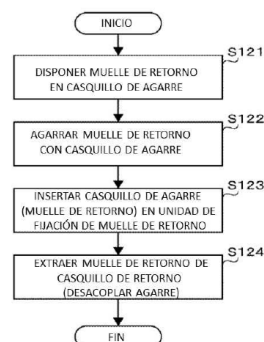 INICIO
S121
DISPONER MUELLE DE RETORNO
EN CASQUILLO DE AGARRE
S122
AGARRAR MUELLE DE RETORNO
CON CASQUILLO DE AGARRE
S123
INSERTAR CASQUILLO DE AGARRE
(MUELLE DE RETORNO) EN UNIDAD DE
FIJACIÓN DE MUELLE DE RETORNO
S124
EXTRAER MUELLE DE RETORNO DE
CASQUILLO DE RETORNO
(DESACOPLAR AGARRE)
FIN